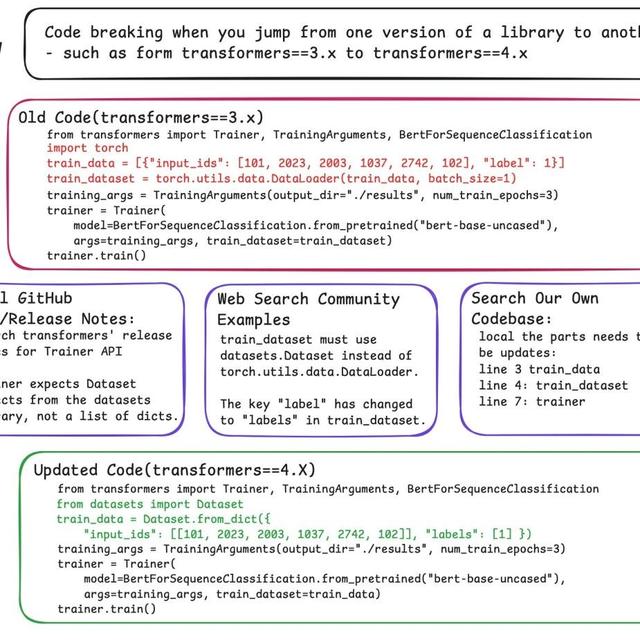 Code breaking when you jump from one version of a library to
- such as form transformers==3.x to transformers==4.x
Old Code(transformers==3.x)
from transformers import Trainer, TrainingArguments, BertForSequenceClassification
import torch
train_data = [{"input_ids": [101, 2023, 2003, 1037, 2742, 102], "label": 1}]
train_dataset = torch.utils.data.DataLoader(train_data, batch_size=1)
training_args = TrainingArguments(output_dir="./results", num_train_epochs=3)
trainer = Trainer(
model=BertForSequenceClassification.from_pretrained("bert-base-uncased"),
args=training_args, train_dataset=train_dataset)
trainer.train()
GitHub
/Release Notes:
transformers' release
for Trainer API
expects Dataset
from the datasets
not a list of dicts.
Web Search Community
Examples
train_dataset must use
datasets.Dataset instead of
torch.utils.data.DataLoader.
The key "label" has changed
to "labels" in train_dataset.
Search Our Own
Codebase:
local the parts needs
be updates:
line 3 train_data
line 4: train_dataset
line 7: trainer
Updated Code(transformers==4.X)
from transformers import Trainer, TrainingArguments, BertForSequenceClassification
from datasets import Dataset
train_data = Dataset.from_dict({
"input_ids": [[101, 2023, 2003, 1037, 2742, 102]], "labels": [1] })
training_args = TrainingArguments(output_dir="./results", num_train_epochs=3)
trainer = Trainer(
model=BertForSequenceClassification.from_pretrained("bert-base-uncased"),
args=training_args, train_dataset=train_data)
trainer.train()